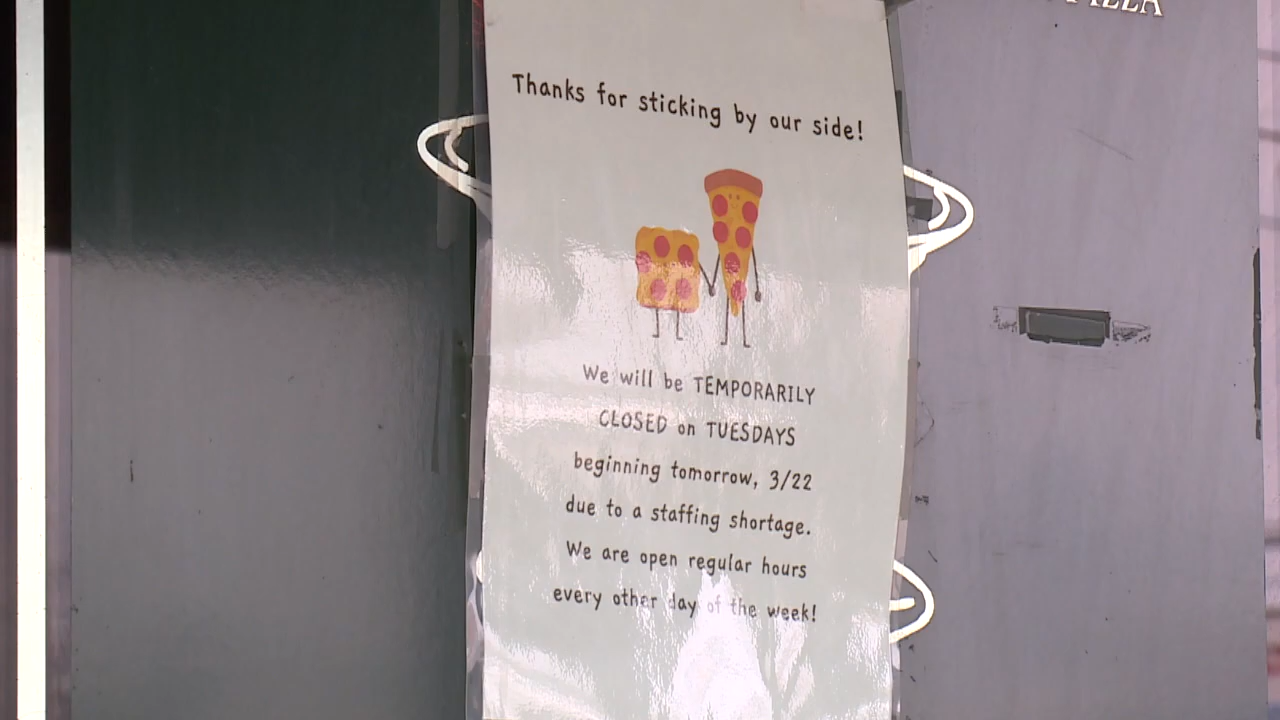 PIZZA
Thanks for sticking by our side!
We will be TEMPORARILY
CLOSED on TUESDAYS
beginning tomorrow, 3/22
due to a staffing shortage.
We are open regular hours
every other day of the week!